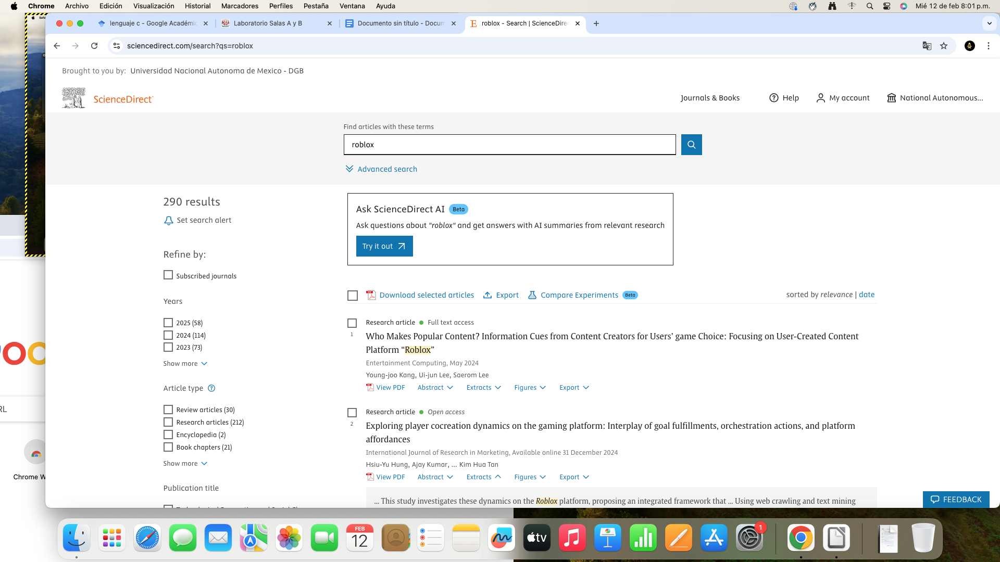 Chrome Archivo Edición Visualización Historial Marcadores Perfiles Pestaña Ventana Ayuda Mié 12 de feb 8:01 p.m.
lenguaje c - Google Académic
Laboratorio Salas A y B
Documento sin título - Docum
roblox - Search | ScienceDirec
sciencedirect.com/search?qs=roblox
Brought to you by: Universidad Nacional Autonoma de Mexico - DGB
ScienceDirect
Journals & Books
Help
My account
National Autonomous...
Find articles with these terms
roblox
Advanced search
290 results
Set search alert
Refine by:
Subscribed journals
Years
2025 (58)
2024 (114)
2023 (73)
Show more
Article type
Review articles (30)
Research articles (212)
Encyclopedia (2)
Book chapters (21)
Show more
Publication title
Ask ScienceDirect AI Beta
Ask questions about "roblox" and get answers with AI summaries from relevant research
Try it out
Download selected articles Export Compare Experiments Beta
sorted by relevance | date
Research article Full text access
1
Who Makes Popular Content? Information Cues from Content Creators for Users’ game Choice: Focusing on User-Created Content
Platform “Roblox”
Entertainment Computing, May 2024
Young-joo Kang, Ui-jun Lee, Saerom Lee
View PDF Abstract Extracts Figures Export
Research article Open access
2
Exploring player cocreation dynamics on the gaming platform: Interplay of goal fulfillments, orchestration actions, and platform
affordances
International Journal of Research in Marketing, Available online 31 December 2024
Hsiu-Yu Hung, Ajay Kumar, ... Kim Hua Tan
View PDF Abstract Extracts Figures Export
... This study investigates these dynamics on the Roblox platform, proposing an integrated framework that ... Using web crawling and text mining
FEEDBACK
RL
Chrome W
FEB
12
tv
1